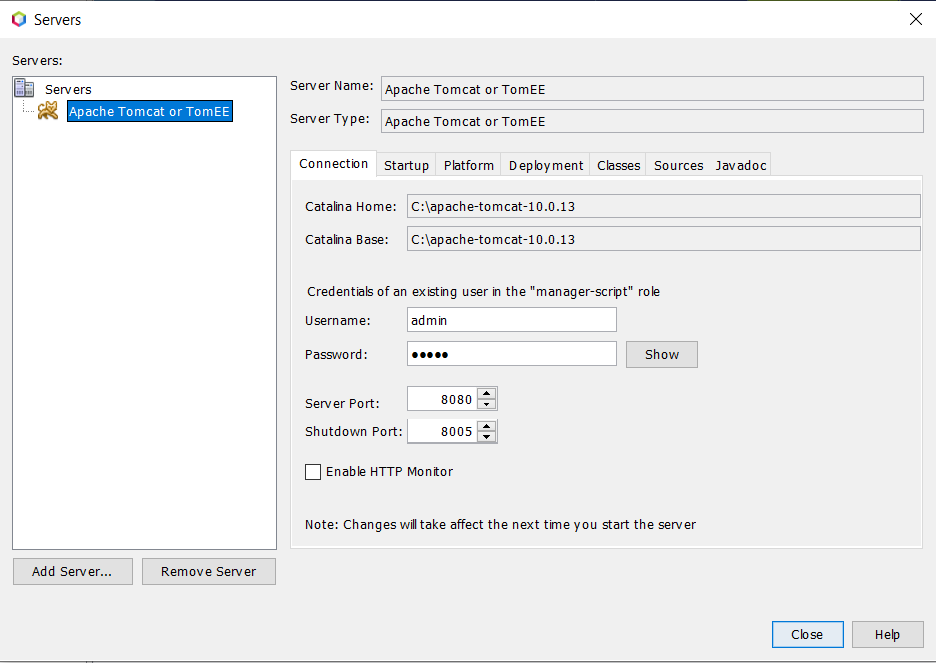 Servers
Servers:
Servers
Apache Tomcat or TomEE
Server Name: Apache Tomcat or TomEE
Server Type: Apache Tomcat or TomEE
Connection Startup Platform Deployment Classes Sources Javadoc
Catalina Home: C:\apache-tomcat-10.0.13
Catalina Base: C:\apache-tomcat-10.0.13
Credentials of an existing user in the "manager-script" role
Username: admin
Password: ●●●●● Show
Server Port: 8080
Shutdown Port: 8005
Enable HTTP Monitor
Note: Changes will take affect the next time you start the server
Add Server... Remove Server
Close Help